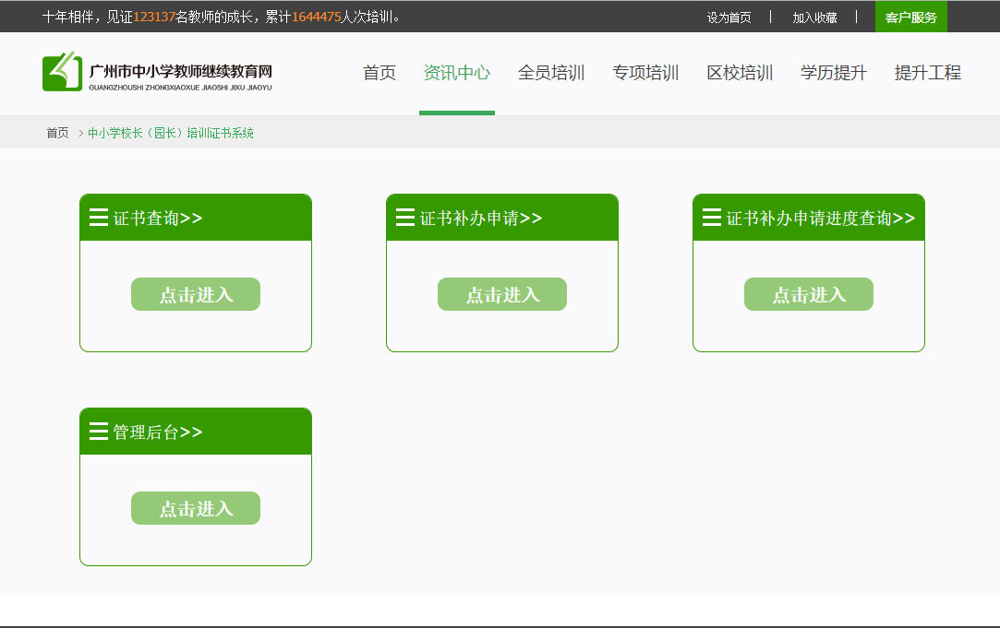 十年相伴，见证123137名教师的成长，累计1644475人次培训。
设为首页 | 加入收藏 | 客户服务
广州市中小学教师继续教育网
GUANGZHOUSHI ZHONGXIAOXUE JIAOSHI JIXU JIAOYU
首页 资讯中心 全员培训 专项培训 区校培训 学历提升 提升工程
首页 > 中小学校长（园长）培训证书系统
证书查询>>
点击进入
证书补办申请>>
点击进入
证书补办申请进度查询>>
点击进入
管理后台>>
点击进入